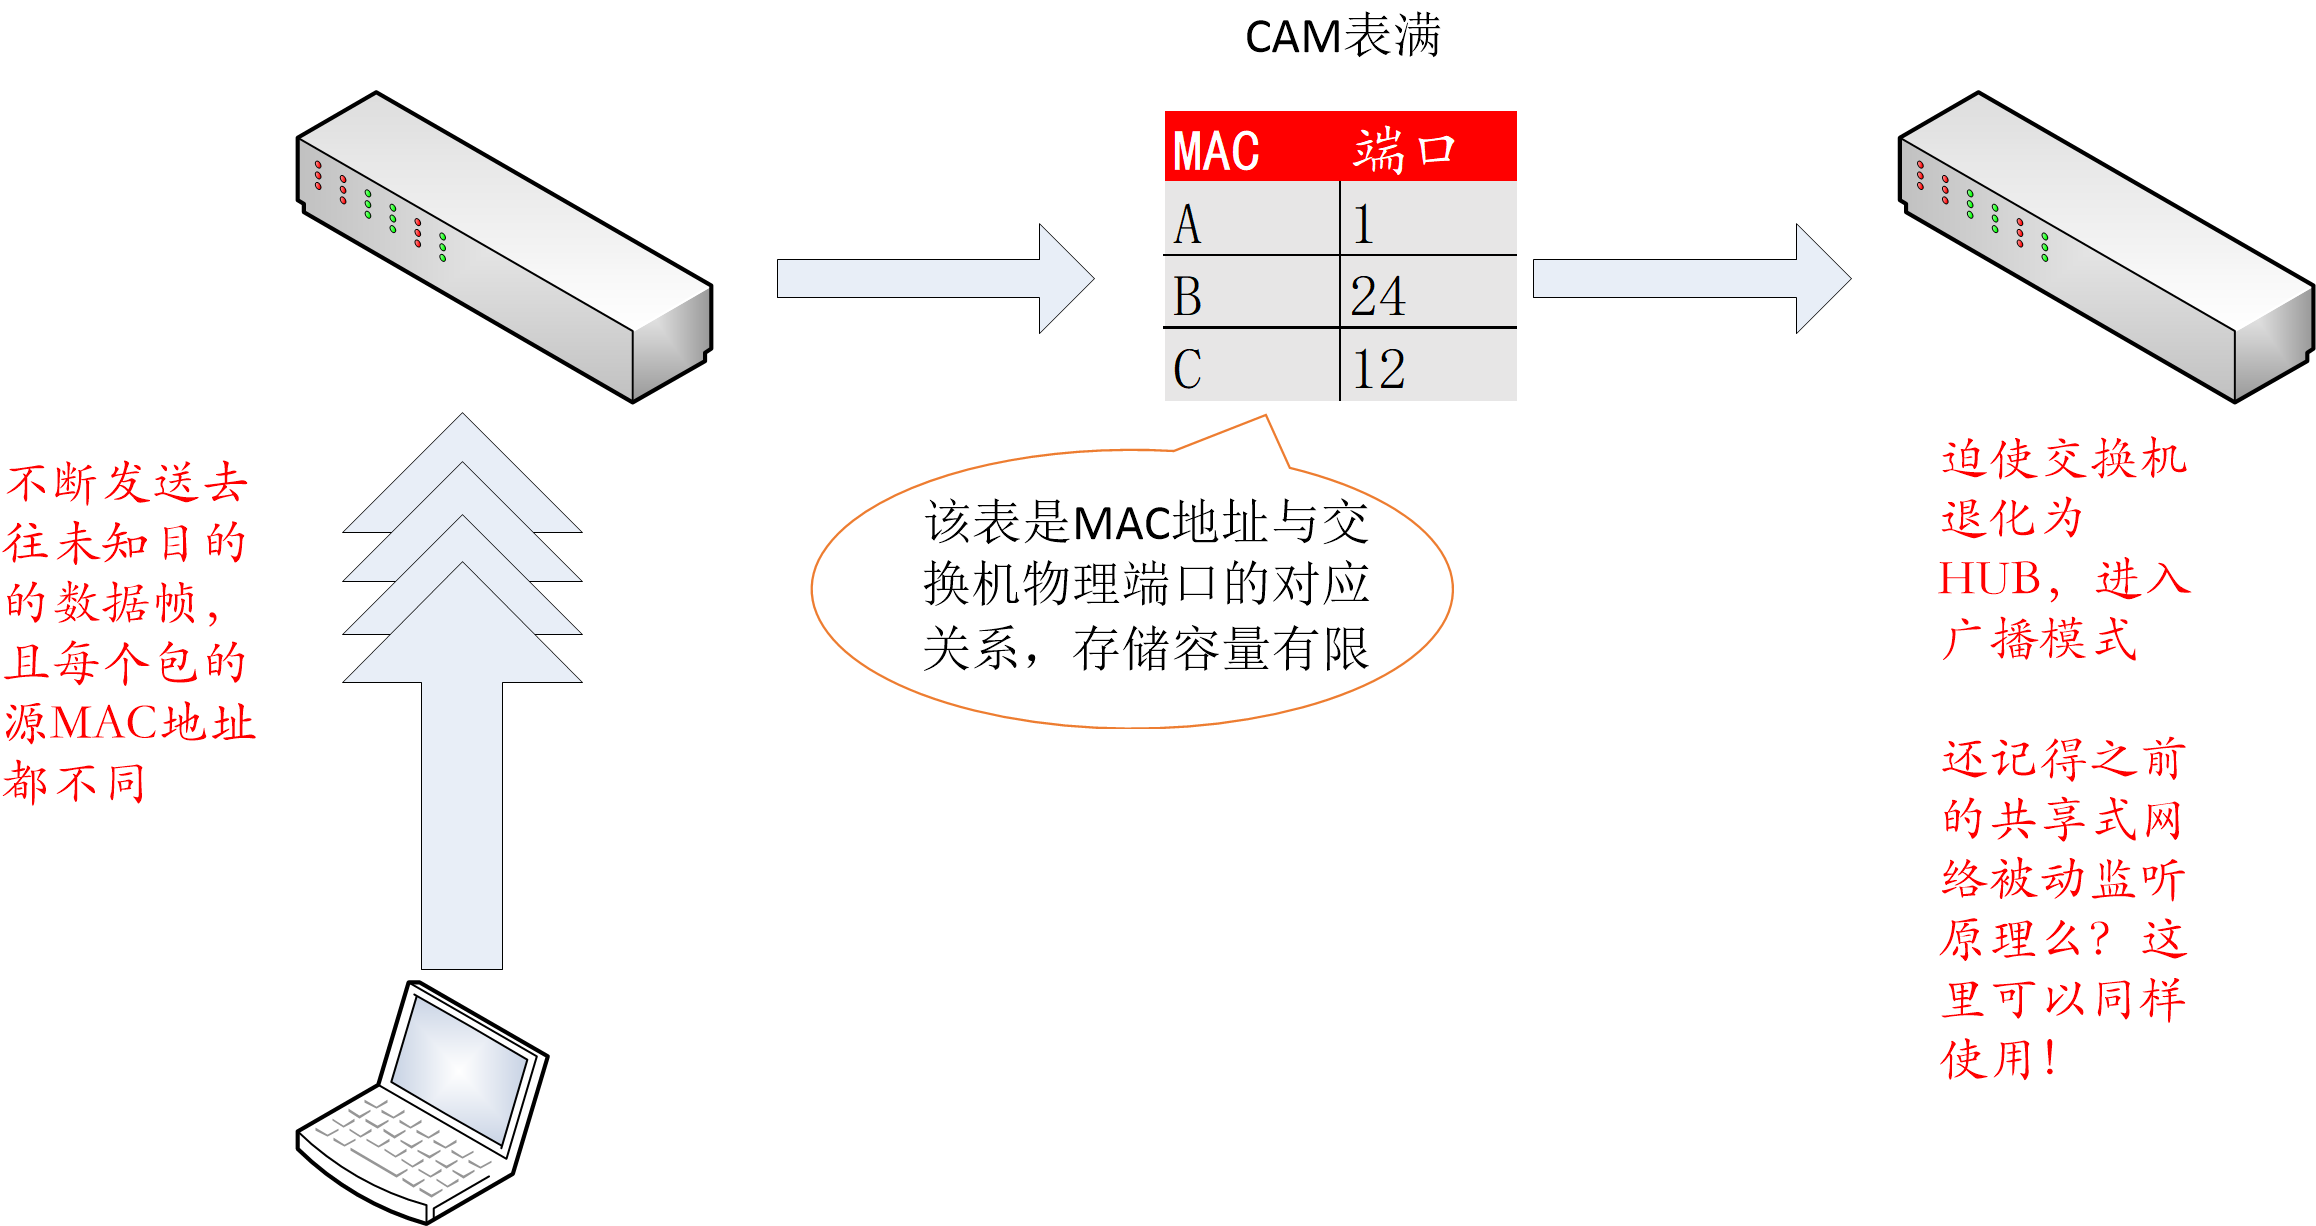 CAM表满
MAC 端口
A 1
B 24
C 12
不断发送去
往未知目的
的数据帧，
且每个包的
源MAC地址
都不同
该表是MAC地址与交
换机物理端口的对应
关系，存储容量有限
迫使交换机
退化为
HUB，进入
广播模式
还记得之前
的共享式网
络被动监听
原理么？这
里可以同样
使用！